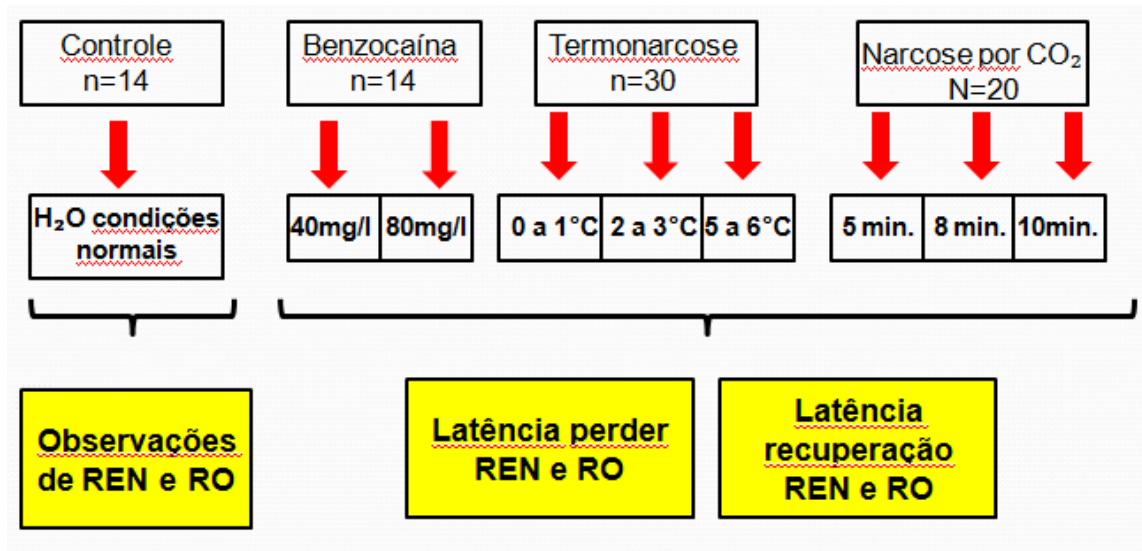 Controle
n=14
Benzocaína
n=14
Termonarcose
n=30
Narcose por CO₂
N=20
H₂O condições
normais
40mg/l
80mg/l
0 a 1°C
2 a 3°C
5 a 6°C
5 min.
8 min.
10min.
Observações
de REN e RO
Latência perder
REN e RO
Latência
recuperação
REN e RO